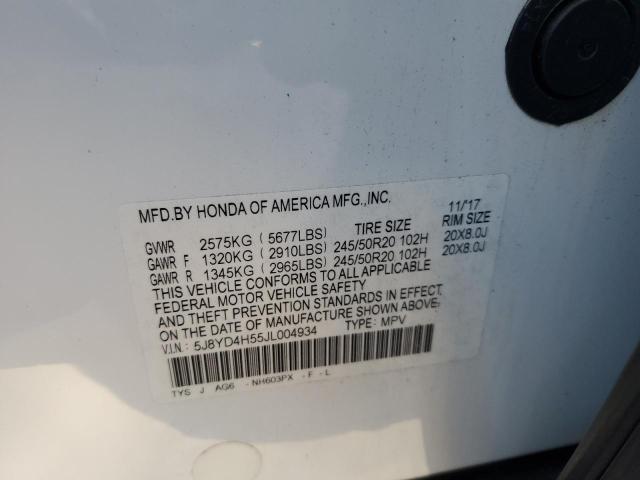 MFD.BY HONDA OF AMERICA MFG.,INC. 11/17
GVWR 2575KG (5677LBS) TIRE SIZE RIM SIZE
GAWR F 1320KG (2910LBS) 245/50R20 102H 20X8.0J
GAWR R 1345KG (2965LBS) 245/50R20 102H 20X8.0J
THIS VEHICLE CONFORMS TO ALL APPLICABLE
FEDERAL MOTOR VEHICLE SAFETY
AND THEFT PREVENTION STANDARDS IN EFFECT
ON THE DATE OF MANUFACTURE SHOWN ABOVE.
V.I.N.: 5J8YD4H55JL004934 TYPE: MPV
TYS J AG6 -NH603PX -F -L